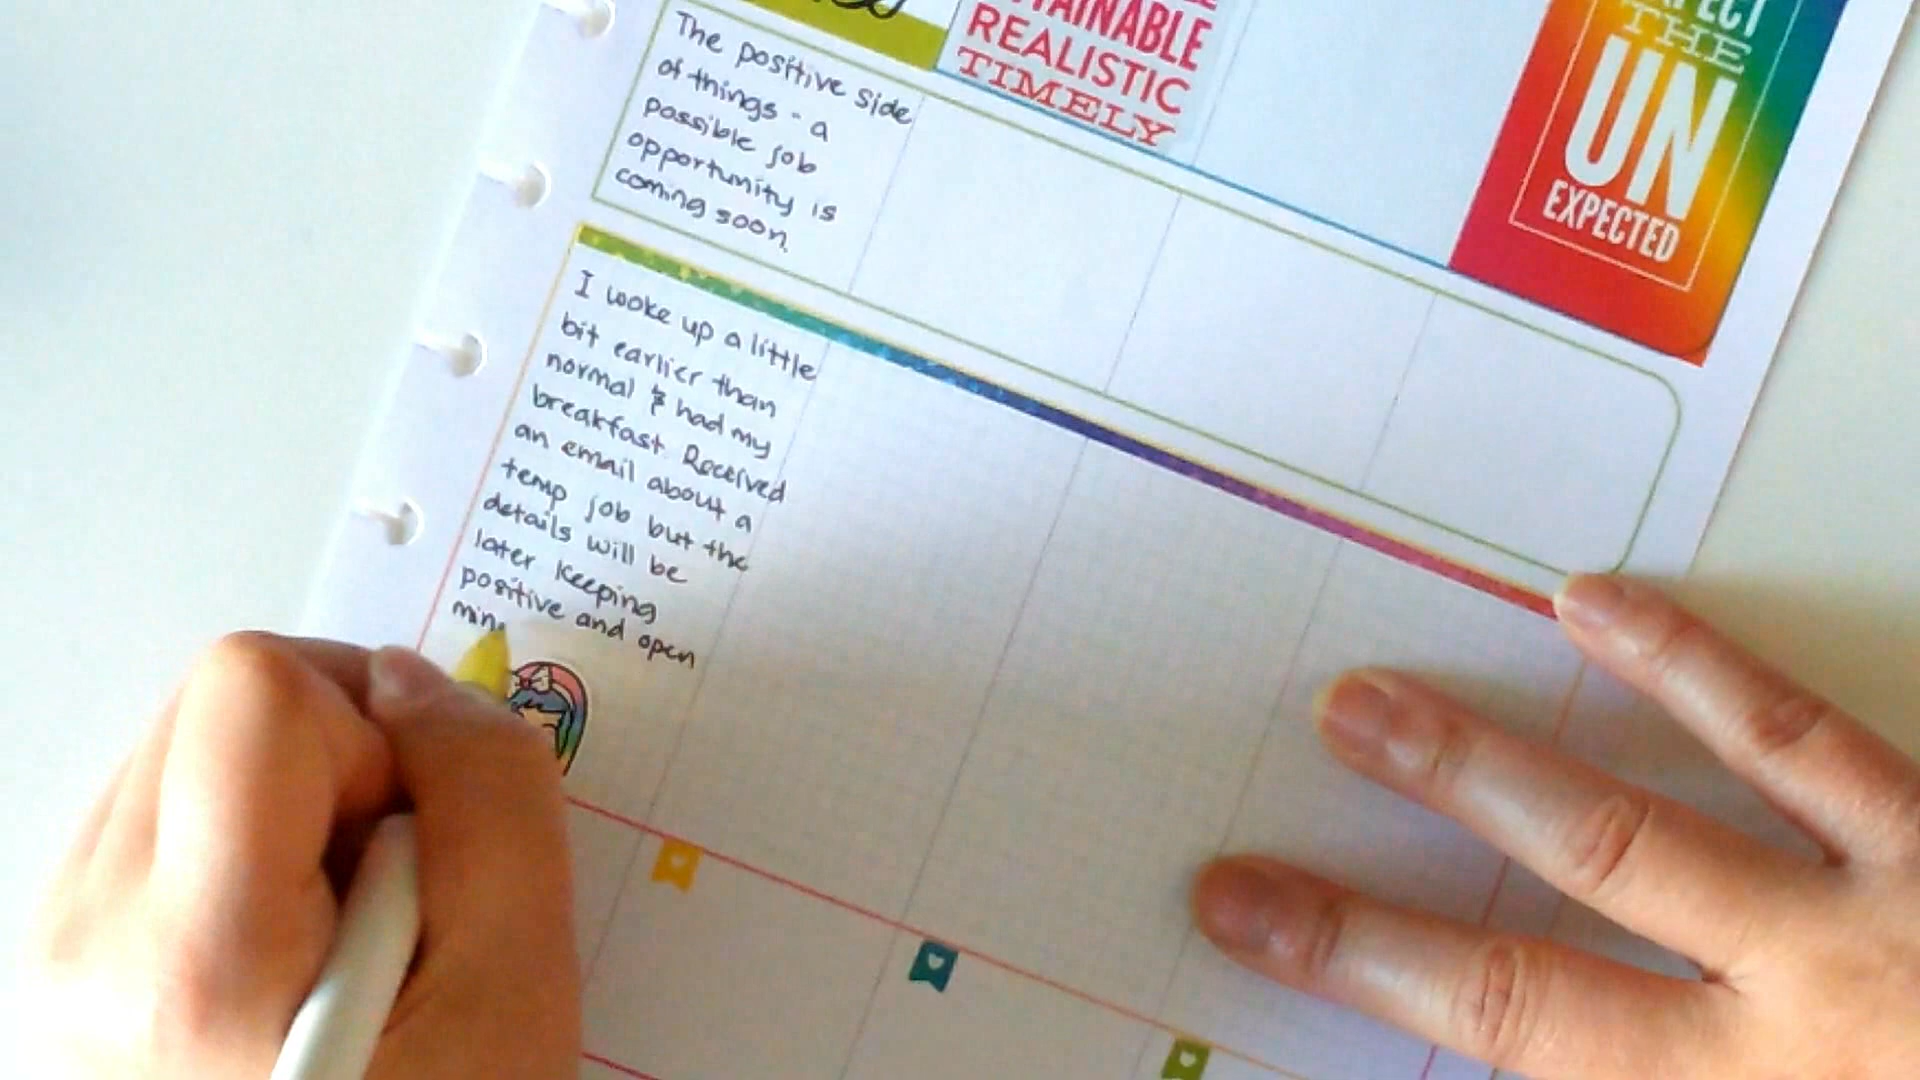 TAINABLE
REALISTIC
TIMELY
THE
UN
EXPECTED
The positive side
of things - a
possible job
opportunity is
coming soon.
I woke up a little
bit earlier than
normal & had my
breakfast. Received
an email about a
temp job but the
details will be
later keeping
positive and open